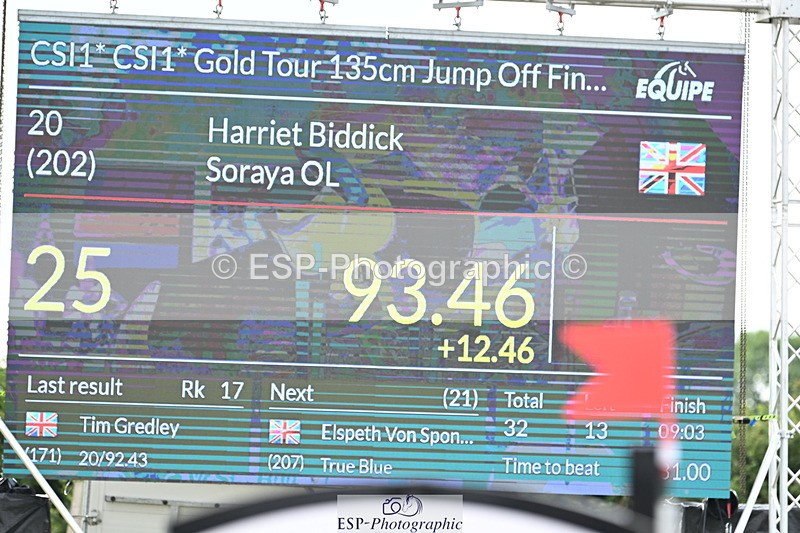 CSI1* CSI1* Gold Tour 135cm Jump Off Fin...
EQUIPE
20 Harriet Biddick
(202) Soraya OL
© ESP-Photographic ©
25 93.46
+12.46
Last result Rk 17 Next (21) Total Finish
Tim Gredley Elspeth Von Spon... 32 13 09:03
(171) 20/92.43 (207) True Blue Time to beat 81.00
ESP-Photographic